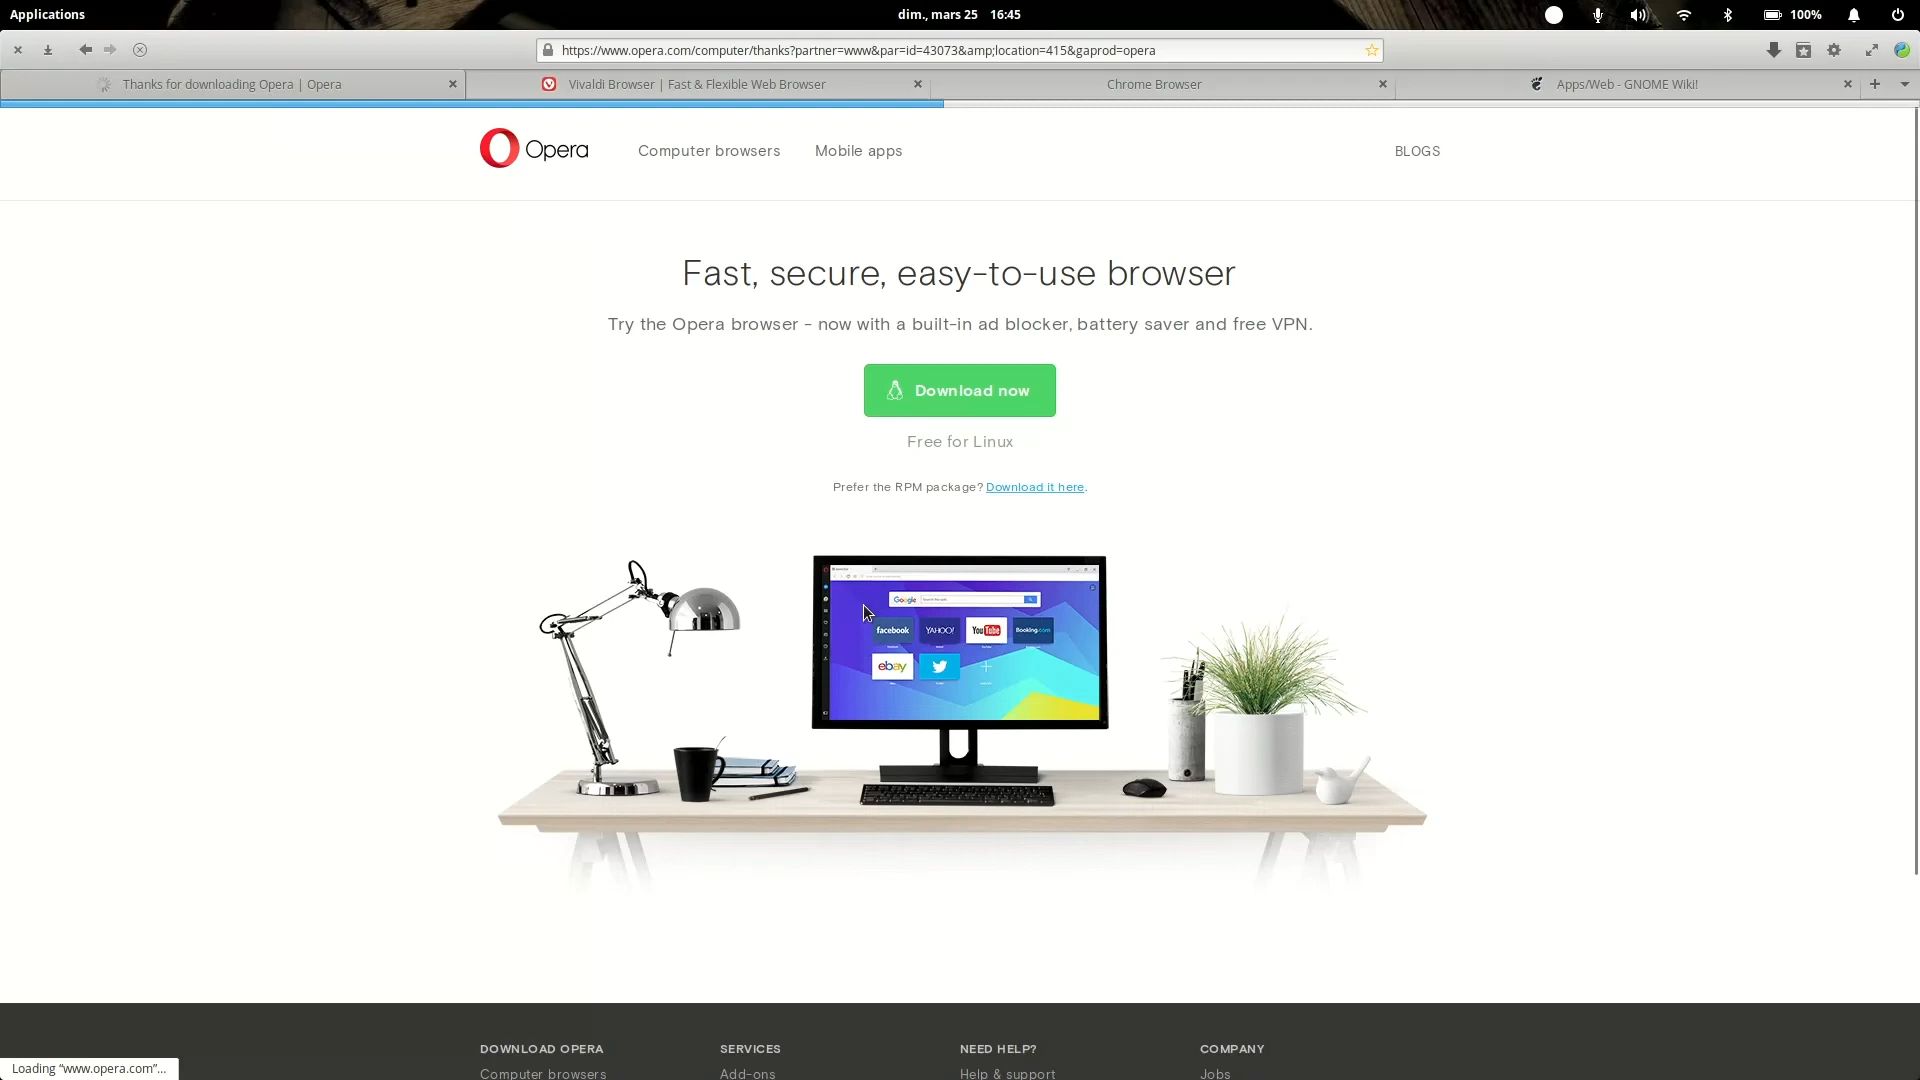 Applications
dim., mars 25 16:45
100%
https://www.opera.com/computer/thanks?partner=www&par=id=43073&amp;location=415&gaprod=opera
Thanks for downloading Opera | Opera
Vivaldi Browser | Fast & Flexible Web Browser
Chrome Browser
Apps/Web - GNOME Wiki!
Opera
Computer browsers
Mobile apps
BLOGS
Fast, secure, easy-to-use browser
Try the Opera browser - now with a built-in ad blocker, battery saver and free VPN.
Download now
Free for Linux
Prefer the RPM package? Download it here.
Google
facebook
YAHOO!
YouTube
Booking.com
ebay
DOWNLOAD OPERA
SERVICES
NEED HELP?
COMPANY
Computer browsers
Add-ons
Help & support
Jobs
Loading “www.opera.com”…